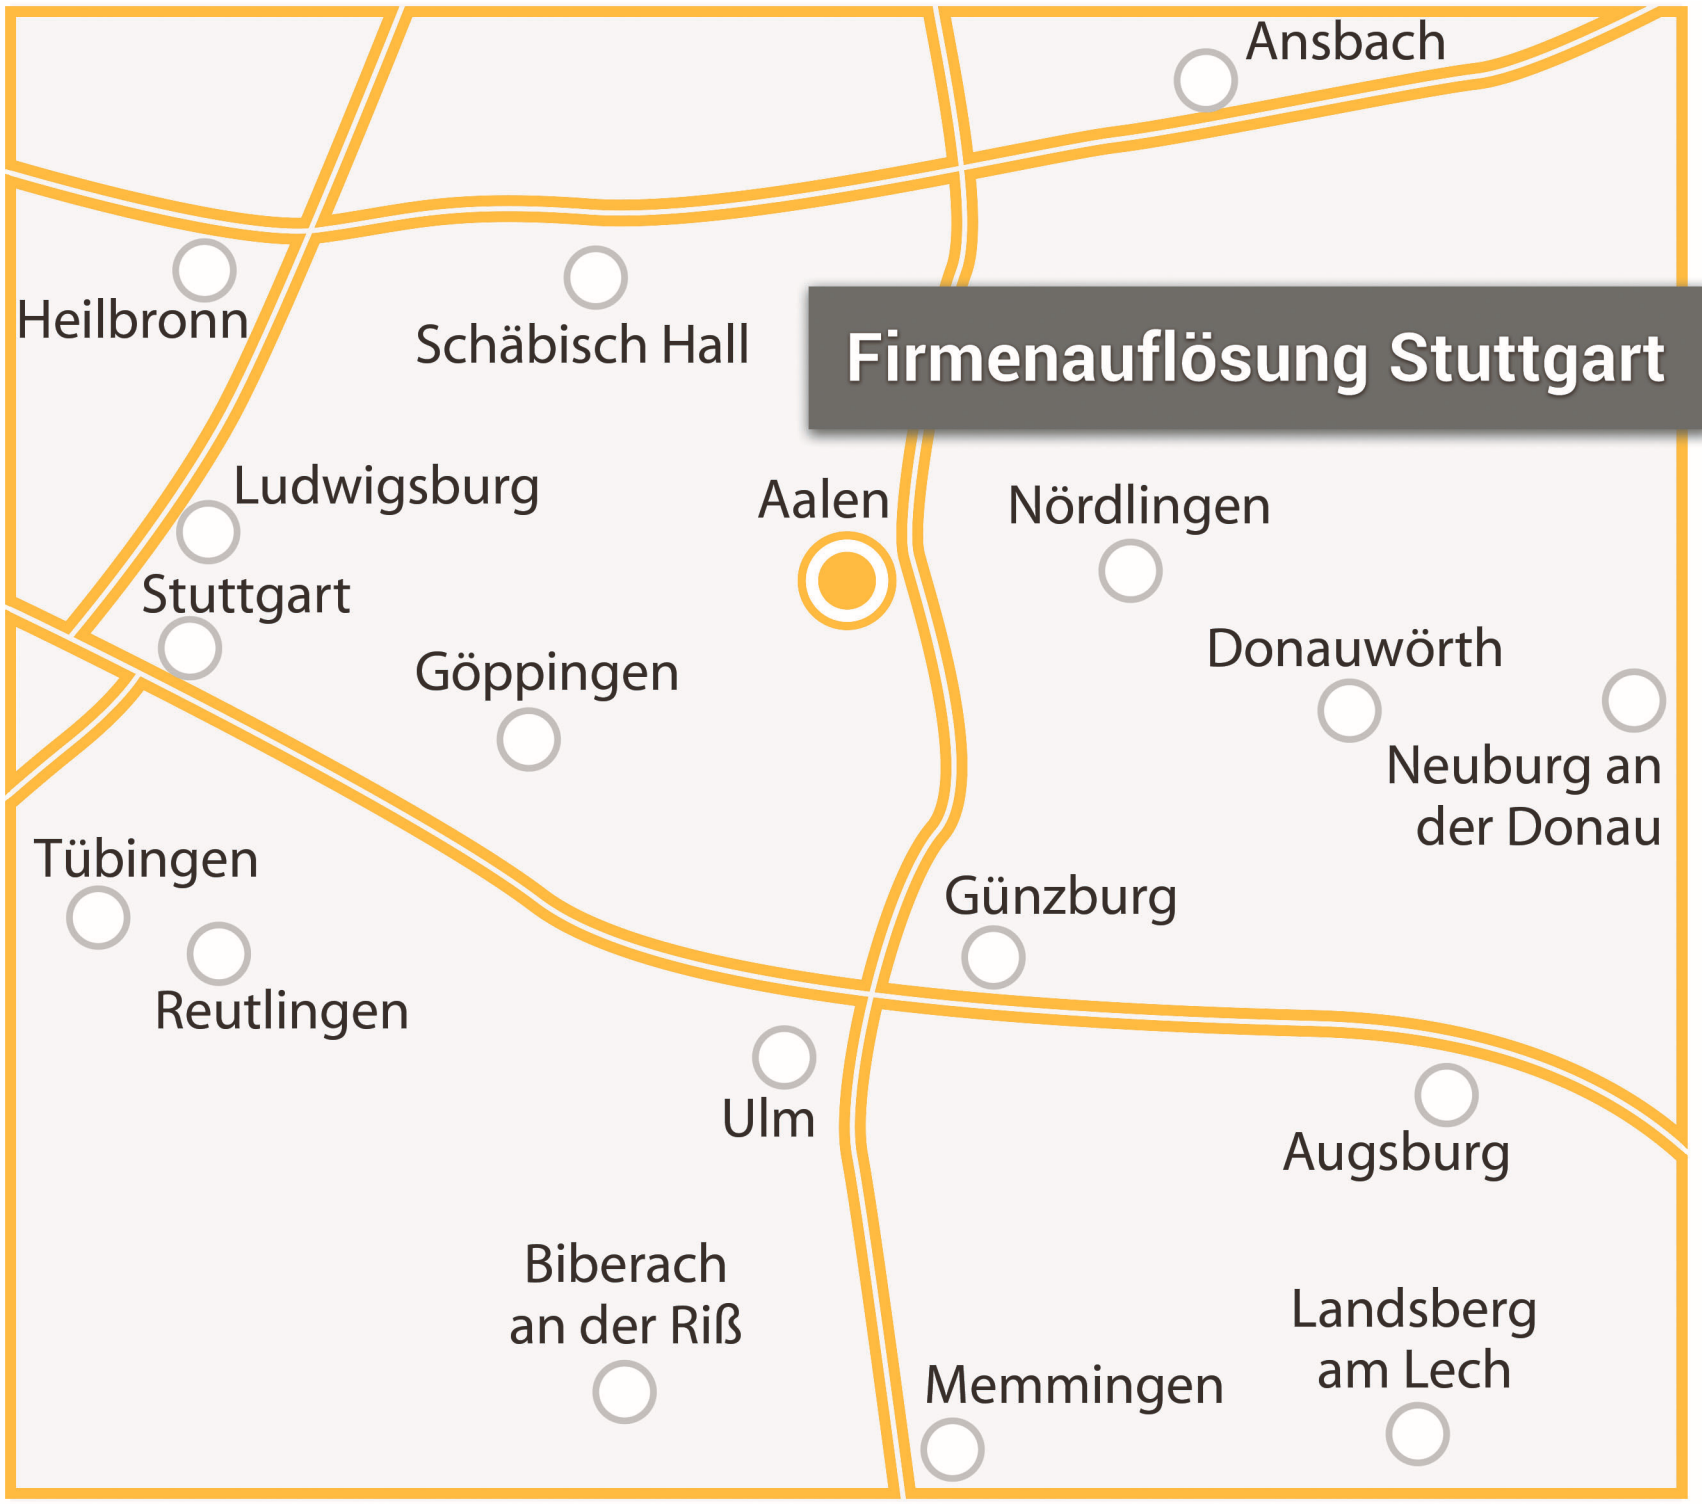 Ansbach
Heilbronn
Schäbisch Hall
Firmenauflösung Stuttgart
Ludwigsburg
Aalen
Nördlingen
Stuttgart
Göppingen
Donauwörth
Neuburg an
der Donau
Tübingen
Günzburg
Reutlingen
Ulm
Augsburg
Biberach
an der Riß
Landsberg
am Lech
Memmingen